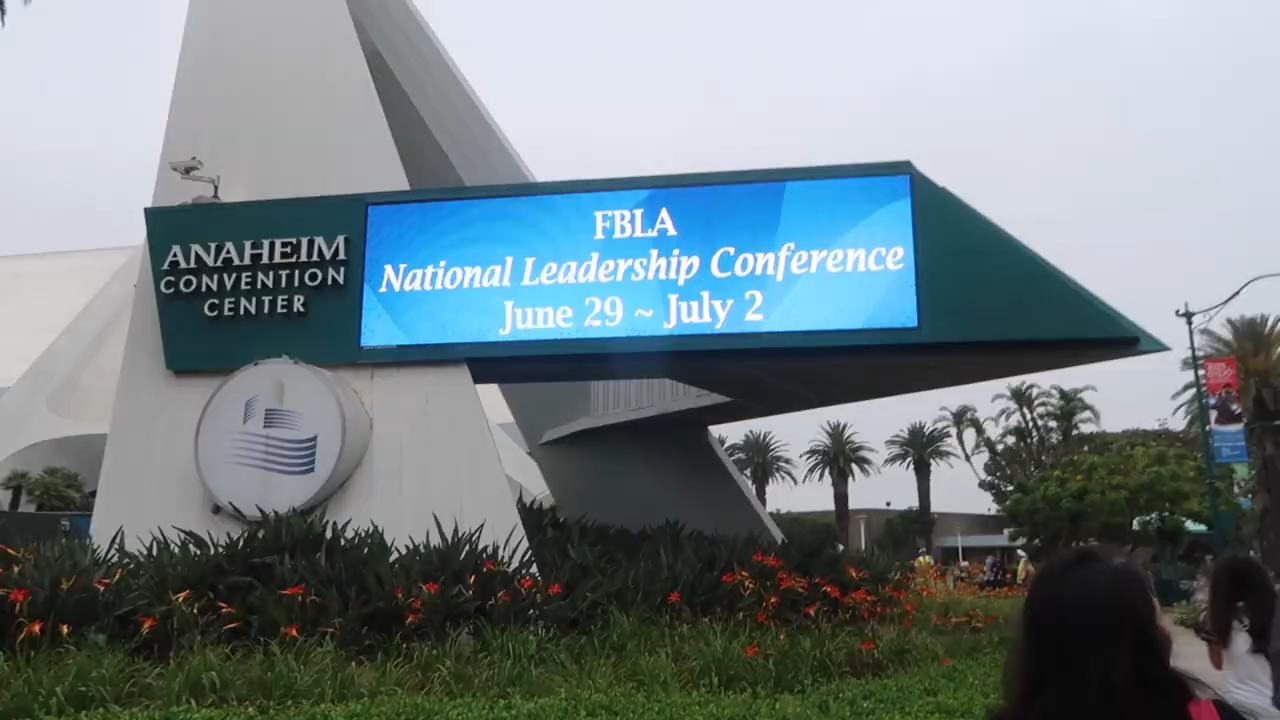 ANAHEIM
CONVENTION
CENTER
FBLA
National Leadership Conference
June 29 ~ July 2